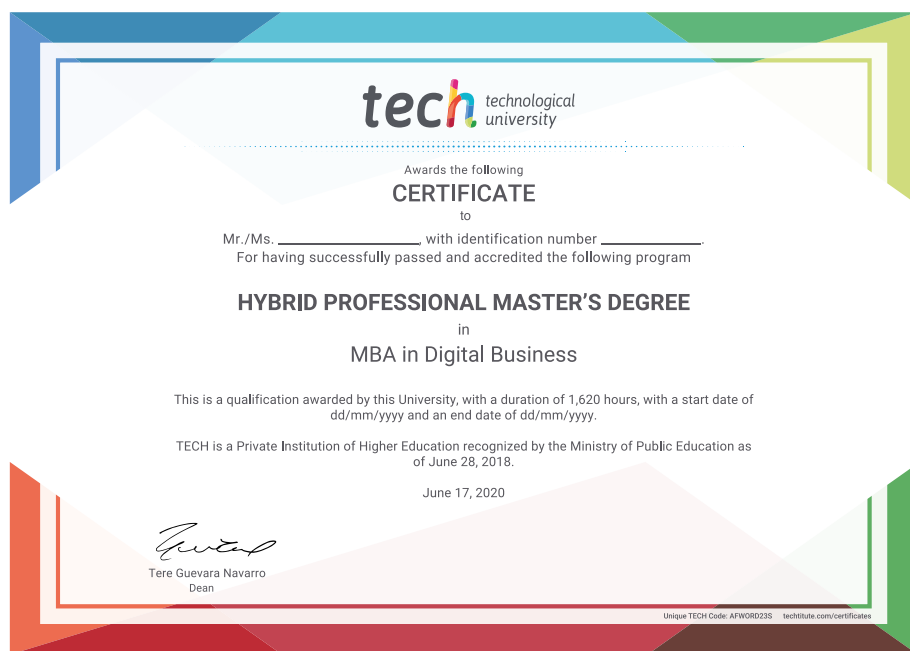 tech technological
university
Awards the following
CERTIFICATE
to
Mr./Ms. ____________________, with identification number ______________.
For having successfully passed and accredited the following program
HYBRID PROFESSIONAL MASTER'S DEGREE
in
MBA in Digital Business
This is a qualification awarded by this University, with a duration of 1,620 hours, with a start date of
dd/mm/yyyy and an end date of dd/mm/yyyy.
TECH is a Private Institution of Higher Education recognized by the Ministry of Public Education as
of June 28, 2018.
June 17, 2020
Tere Guevara Navarro
Dean
Unique TECH Code: AFWORD23S techtitute.com/certificates